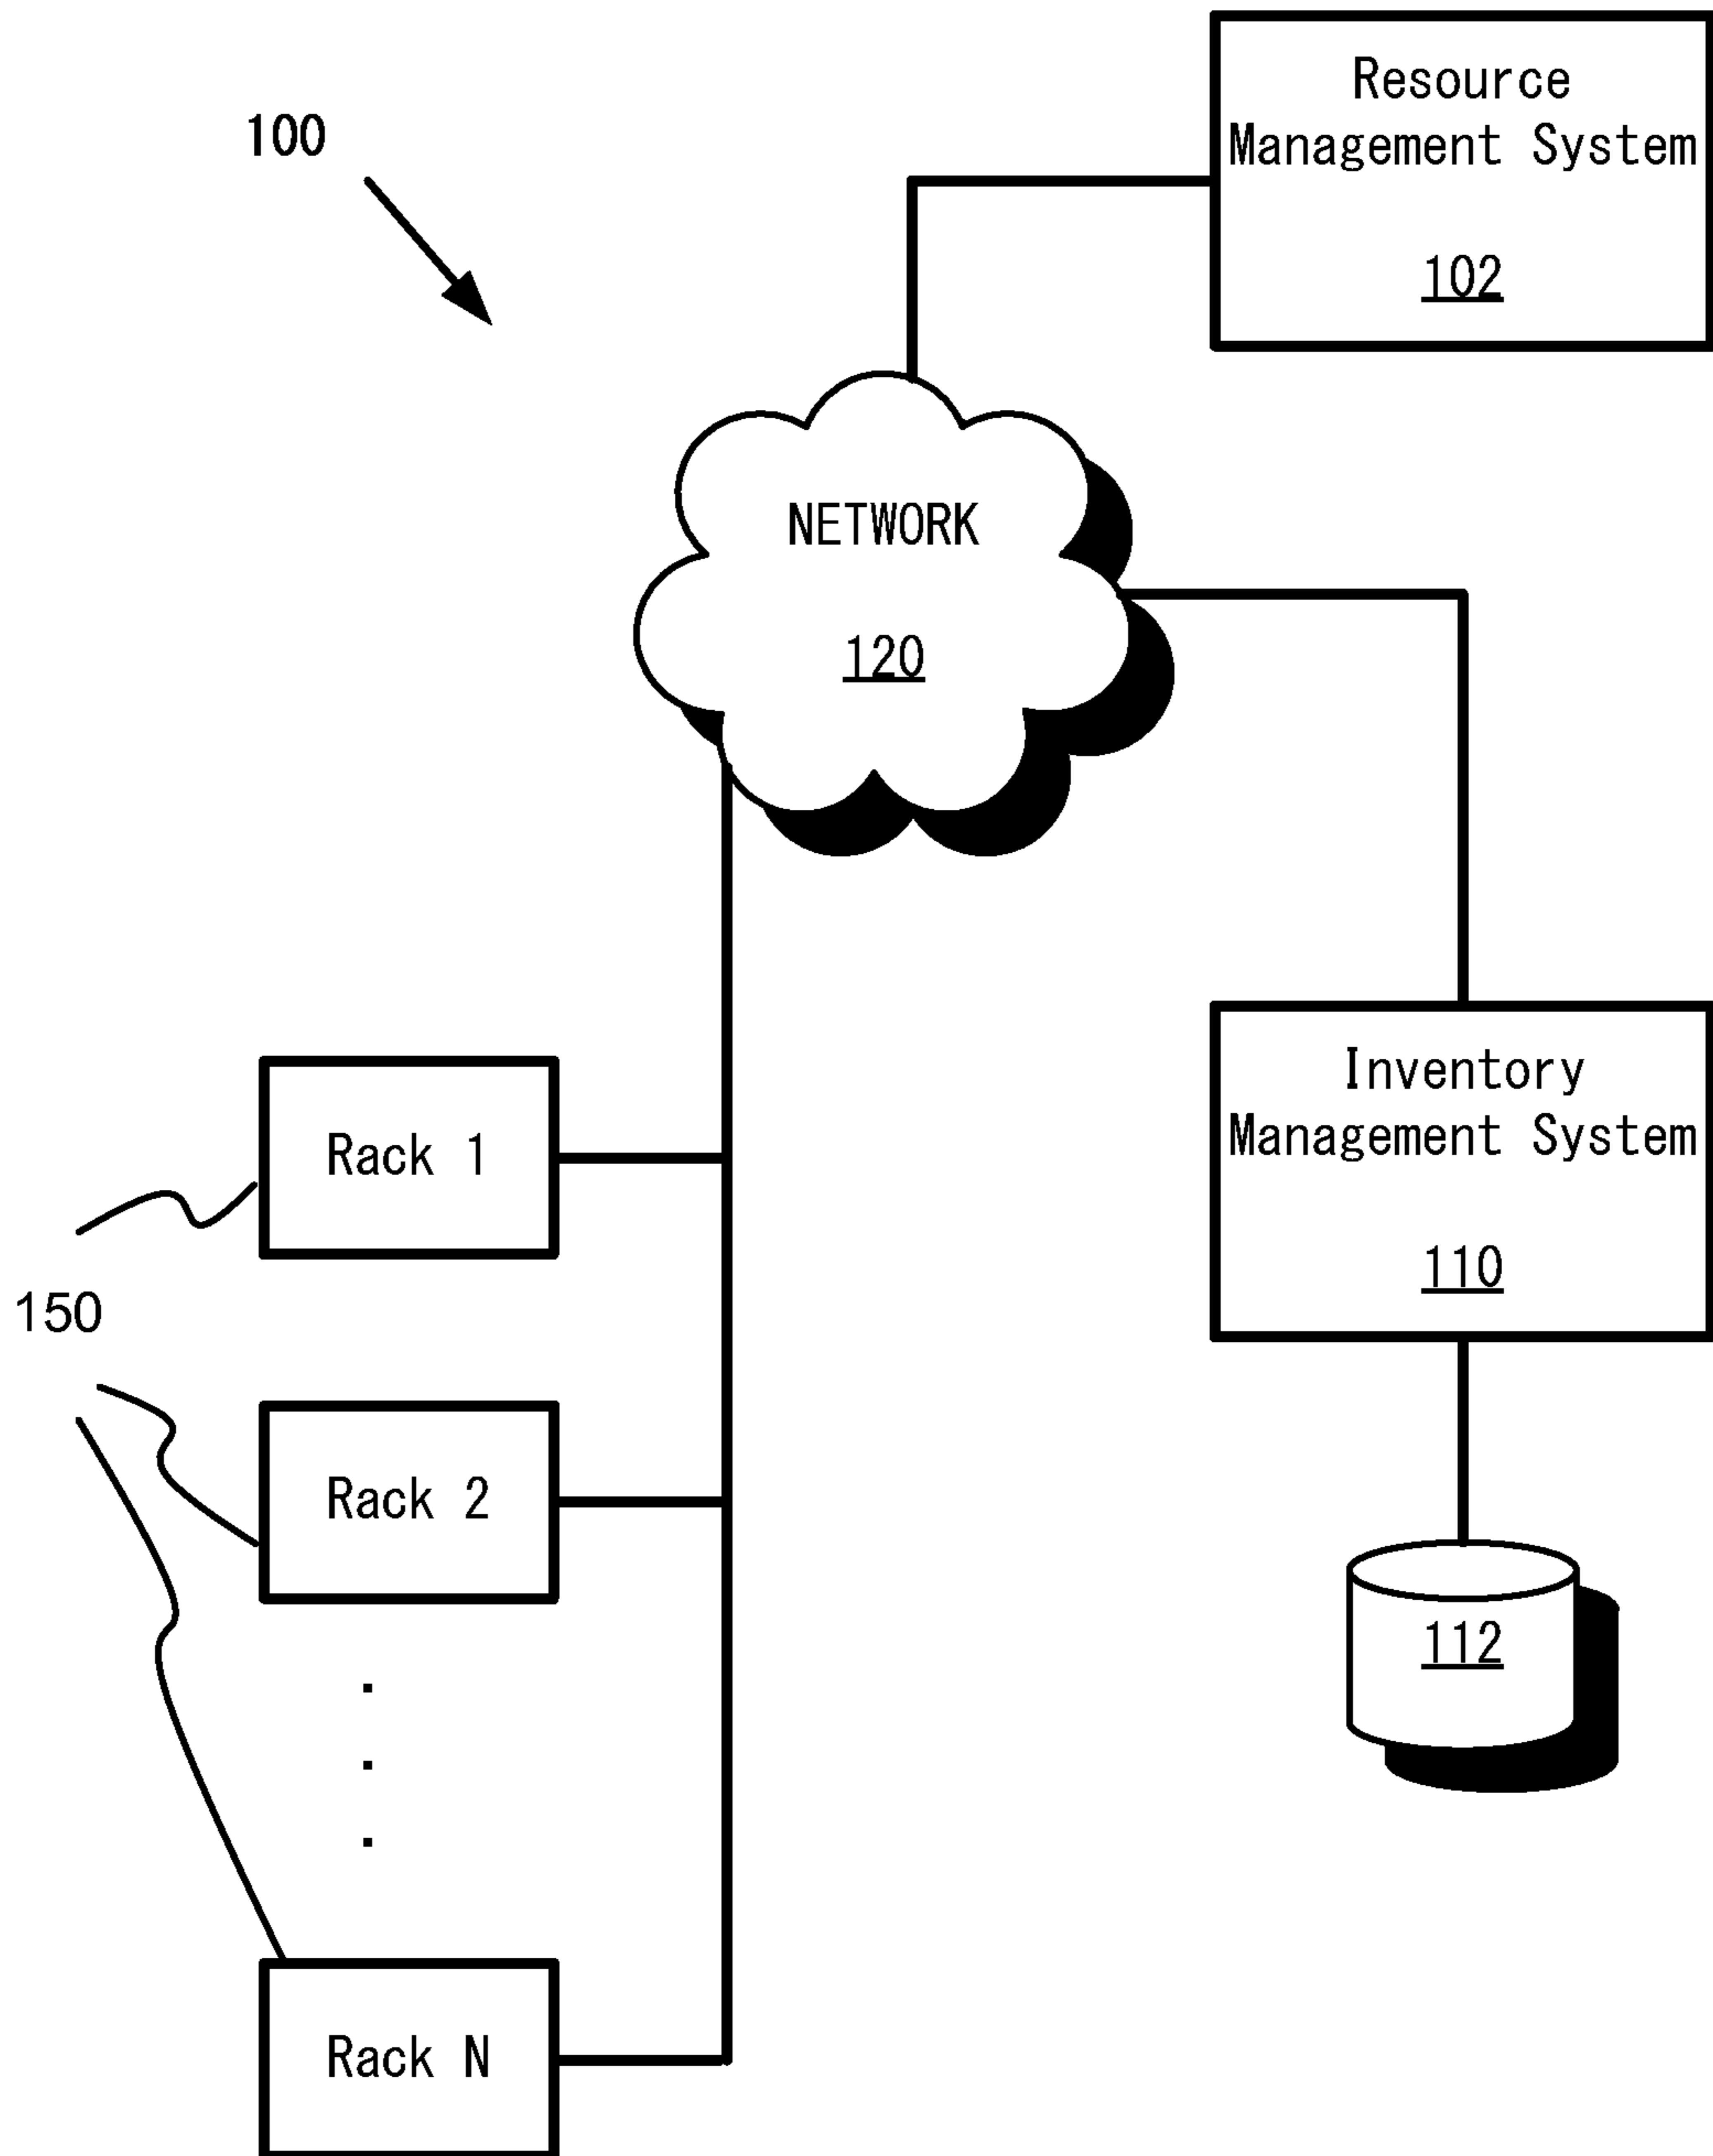 100
Resource
Management System
102
NETWORK
120
Inventory
Management System
110
Rack 1
150
Rack 2
112
Rack N